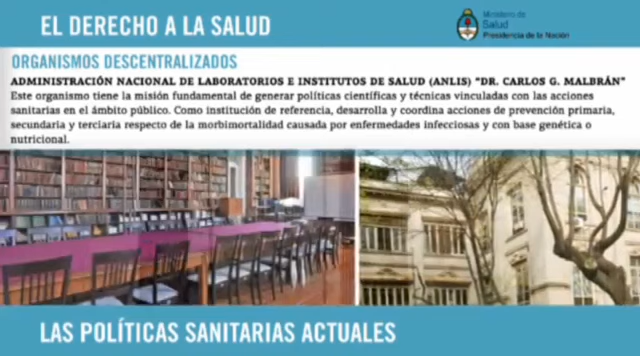 EL DERECHO A LA SALUD
Ministerio de
Salud
Presidencia de la Nación
ORGANISMOS DESCENTRALIZADOS
ADMINISTRACIÓN NACIONAL DE LABORATORIOS E INSTITUTOS DE SALUD (ANLIS) “DR. CARLOS G. MALBRÁN”
Este organismo tiene la misión fundamental de generar políticas científicas y técnicas vinculadas con las acciones
sanitarias en el ámbito público. Como institución de referencia, desarrolla y coordina acciones de prevención primaria,
secundaria y terciaria respecto de la morbimortalidad causada por enfermedades infecciosas y con base genética o
nutricional.
LAS POLÍTICAS SANITARIAS ACTUALES